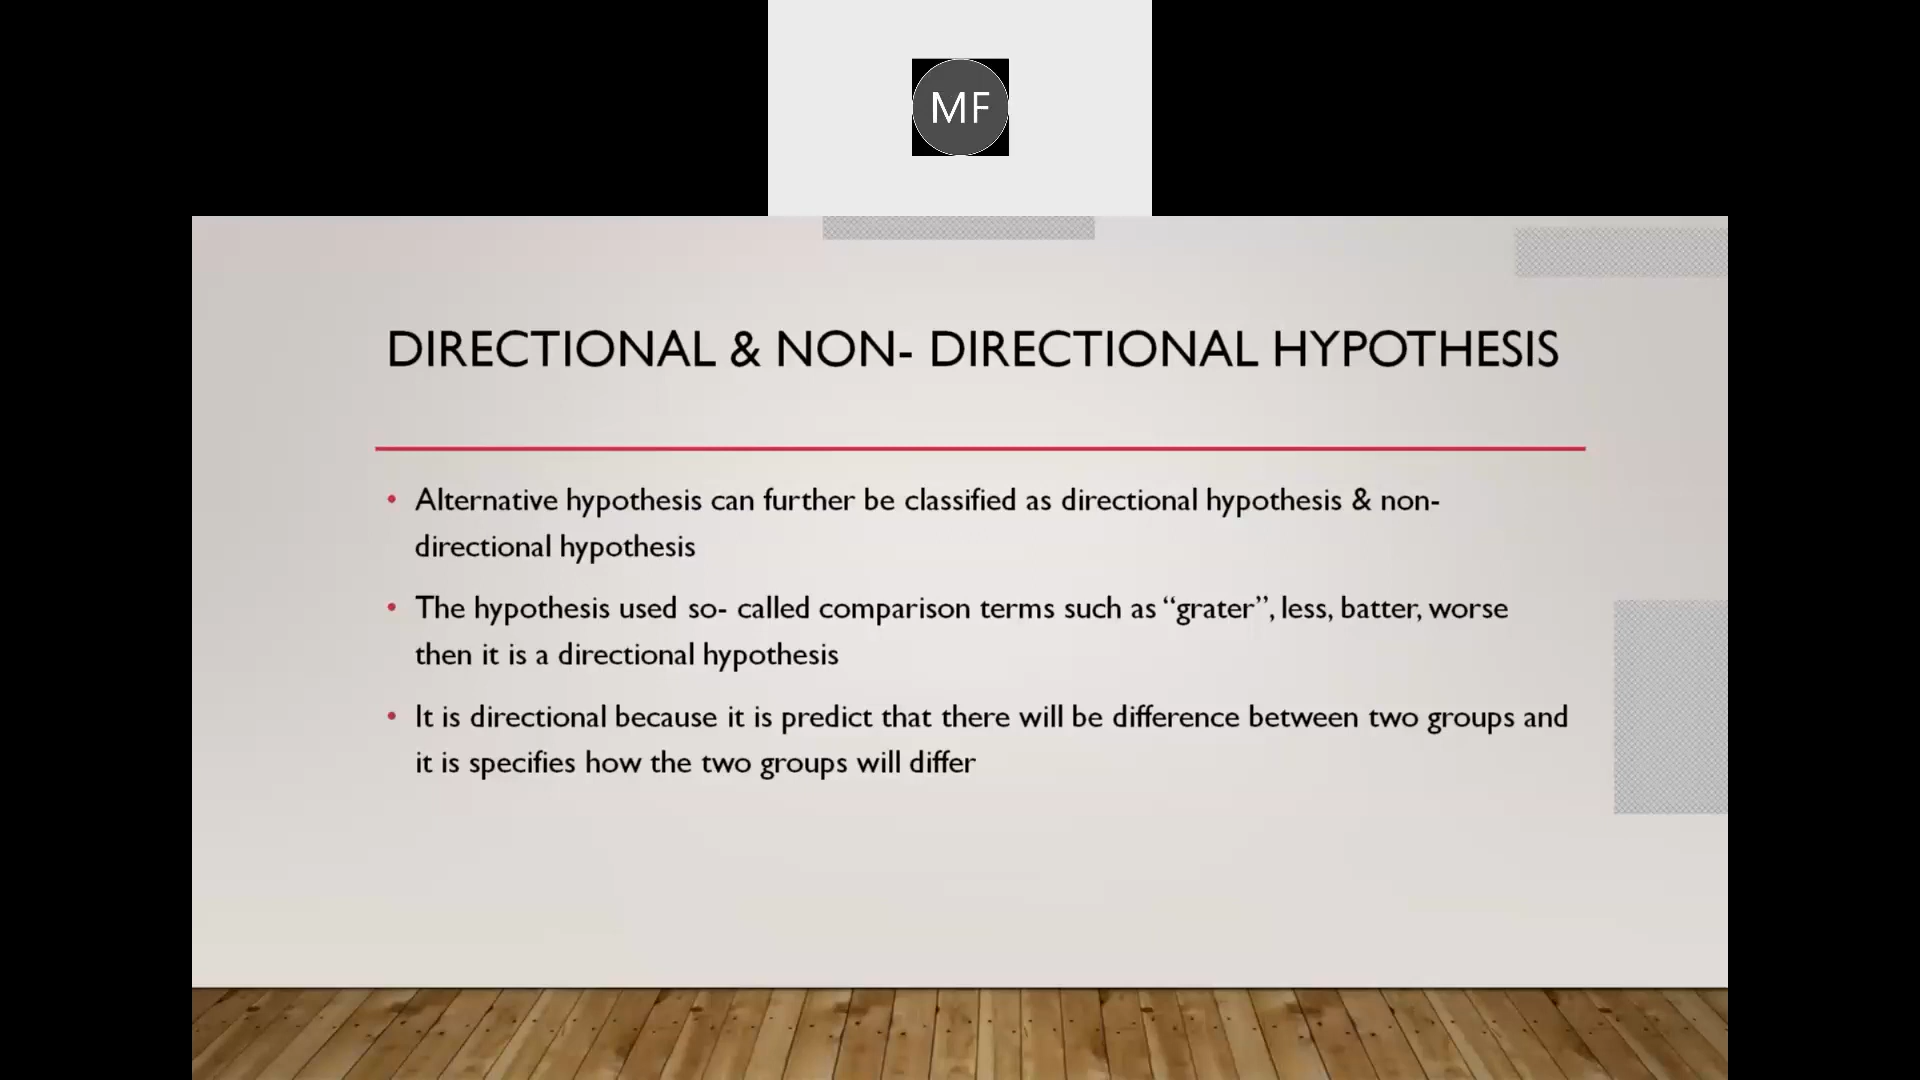 MF
DIRECTIONAL & NON- DIRECTIONAL HYPOTHESIS
• Alternative hypothesis can further be classified as directional hypothesis & non-
directional hypothesis
• The hypothesis used so- called comparison terms such as “grater”, less, batter, worse
then it is a directional hypothesis
• It is directional because it is predict that there will be difference between two groups and
it is specifies how the two groups will differ